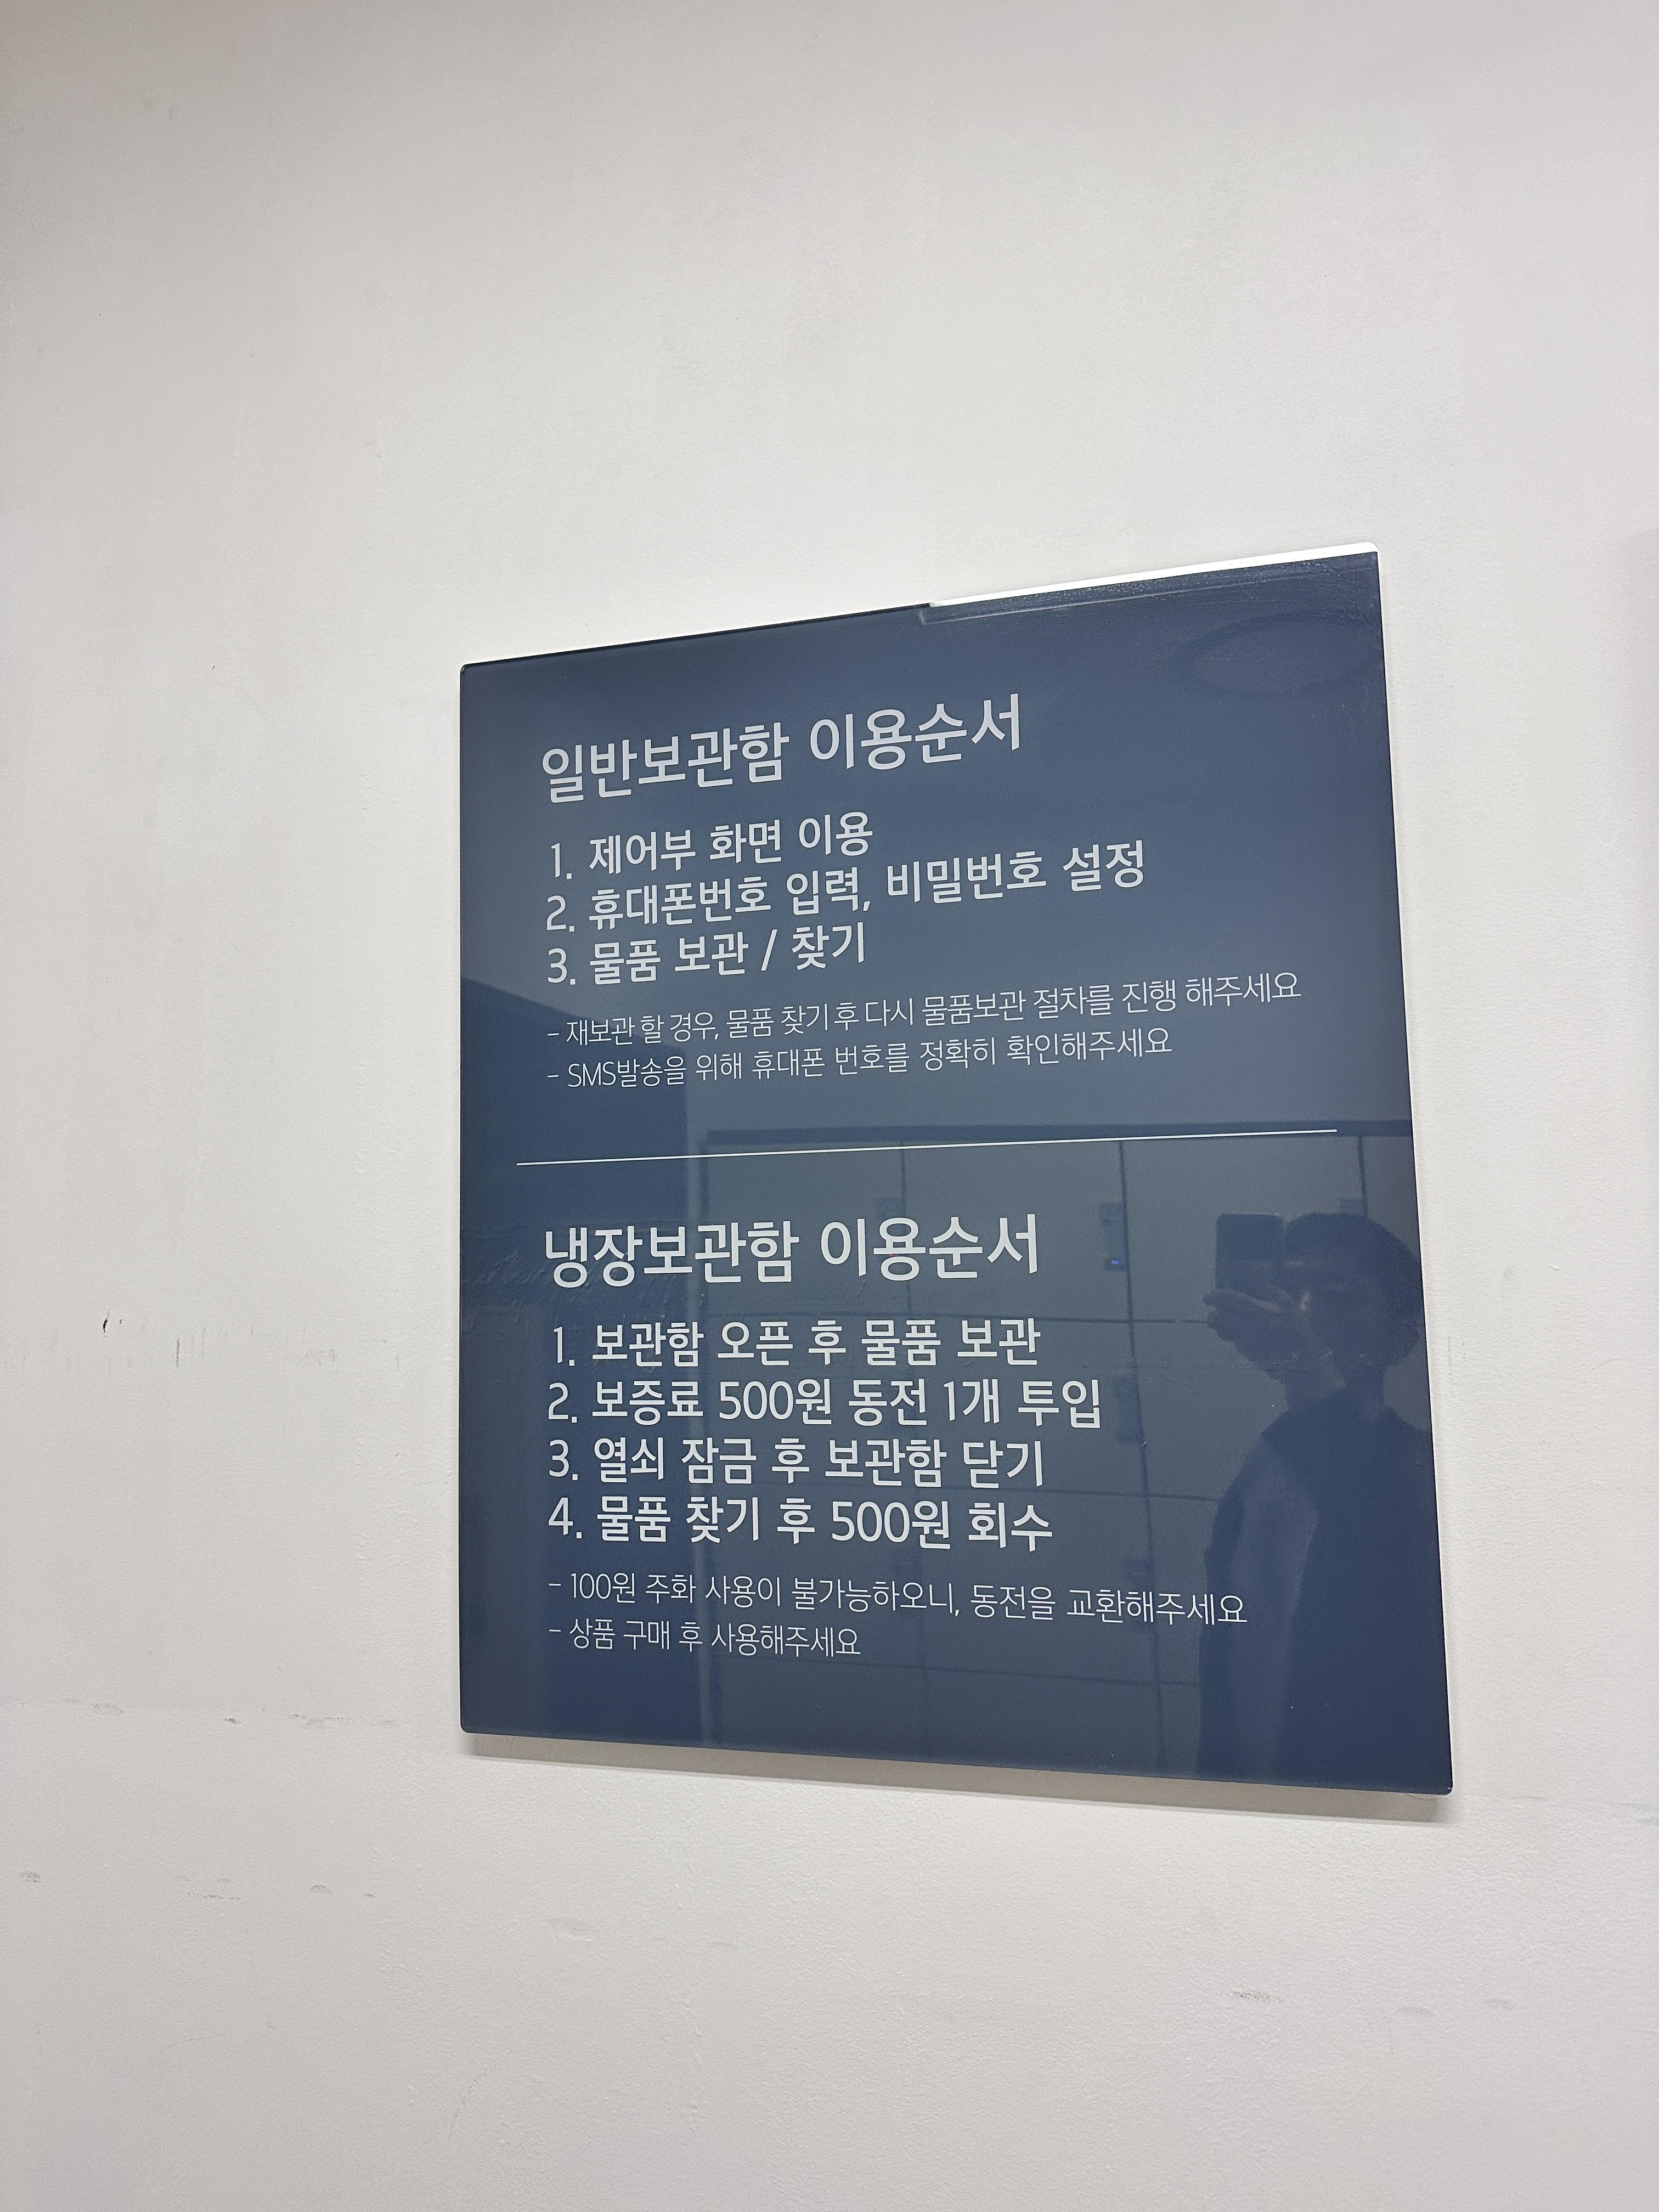 일반보관함 이용순서
1. 제어부 화면 이용
2. 휴대폰번호 입력, 비밀번호 설정
3. 물품 보관 / 찾기
- 재보관 할 경우, 물품 찾기 후 다시 물품보관 절차를 진행 해주세요
- SMS발송을 위해 휴대폰 번호를 정확히 확인해주세요
냉장보관함 이용순서
1. 보관함 오픈 후 물품 보관
2. 보증료 500원 동전 1개 투입
3. 열쇠 잠금 후 보관함 닫기
4. 물품 찾기 후 500원 회수
- 100원 주화 사용이 불가능하오니, 동전을 교환해주세요
- 상품 구매 후 사용해주세요